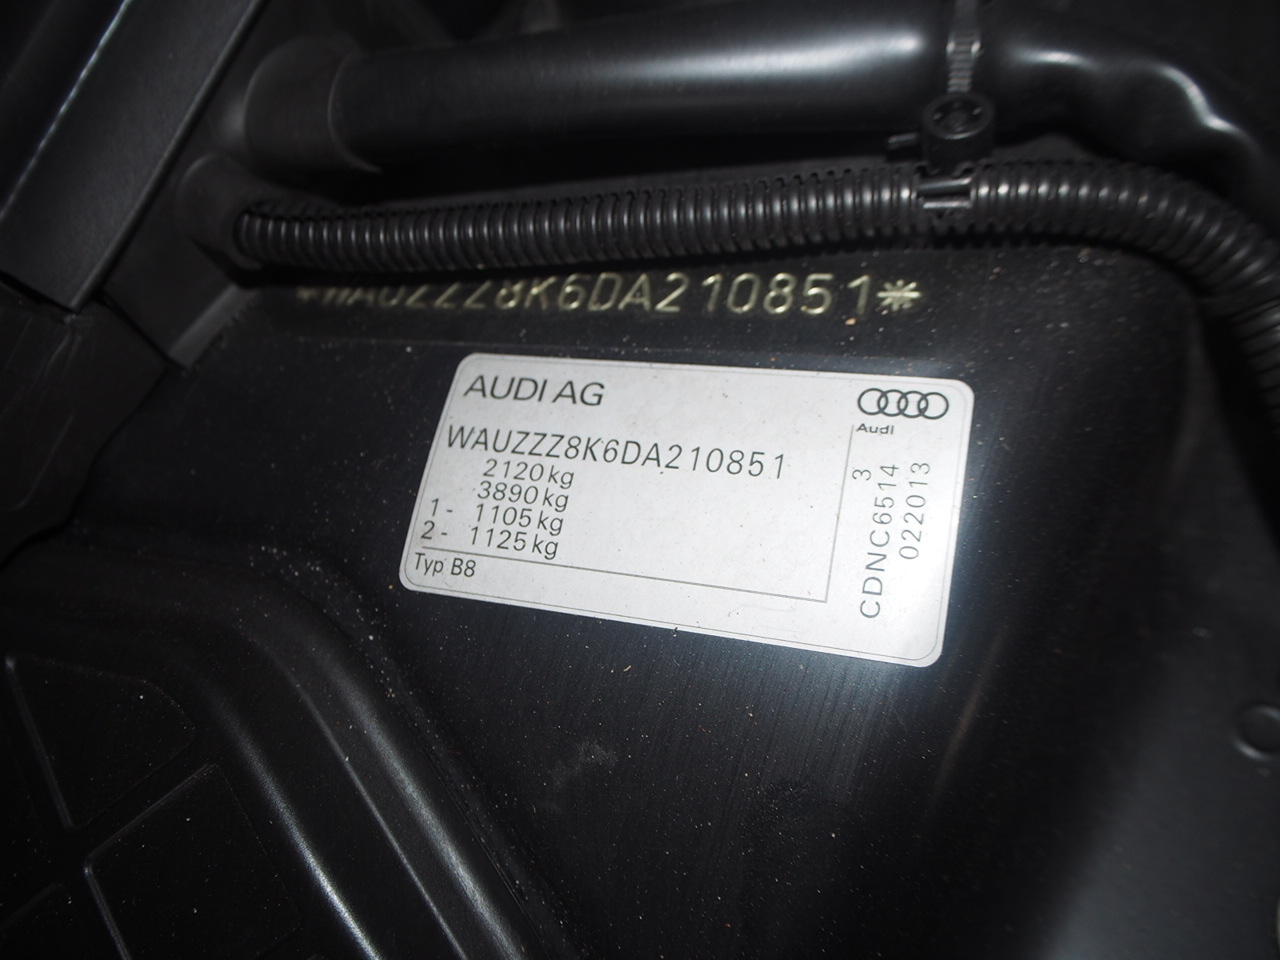 *WAUZZZ8K6DA210851*
AUDI AG
Audi
WAUZZZ8K6DA210851
2120 kg
3890 kg
1- 1105 kg
2- 1125 kg
Typ B8
3
CDNC6514
022013